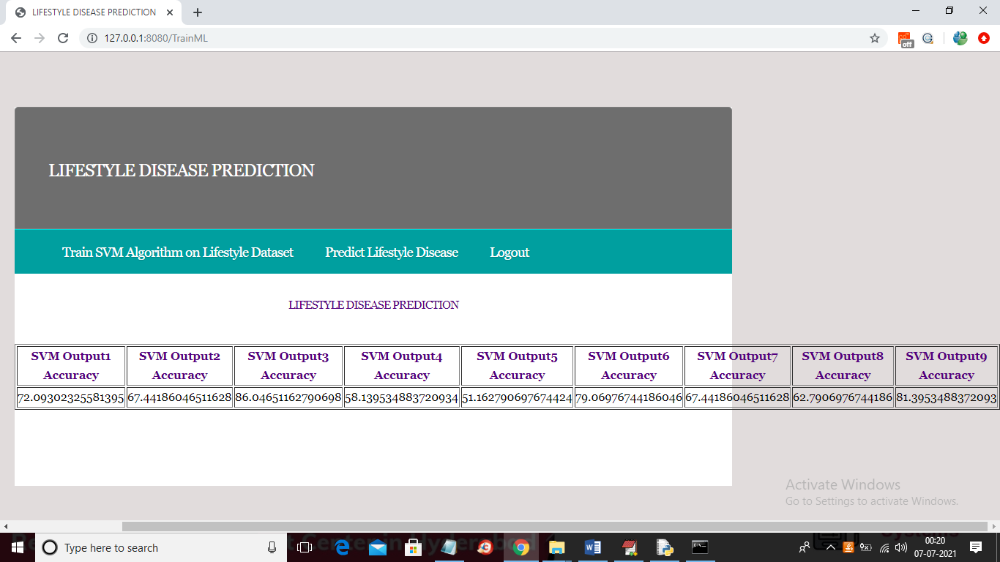 LIFESTYLE DISEASE PREDICTION
127.0.0.1:8080/TrainML
off
LIFESTYLE DISEASE PREDICTION
Train SVM Algorithm on Lifestyle Dataset Predict Lifestyle Disease Logout
LIFESTYLE DISEASE PREDICTION
SVM Output1 Accuracy SVM Output2 Accuracy SVM Output3 Accuracy SVM Output4 Accuracy SVM Output5 Accuracy SVM Output6 Accuracy SVM Output7 Accuracy SVM Output8 Accuracy SVM Output9 Accuracy
72.09302325581395 67.44186046511628 86.04651162790698 58.139534883720934 51.162790697674424 79.06976744186046 67.44186046511628 62.7906976744186 81.3953488372093
Activate Windows
Go to Settings to activate Windows.
Type here to search
00:20
07-07-2021